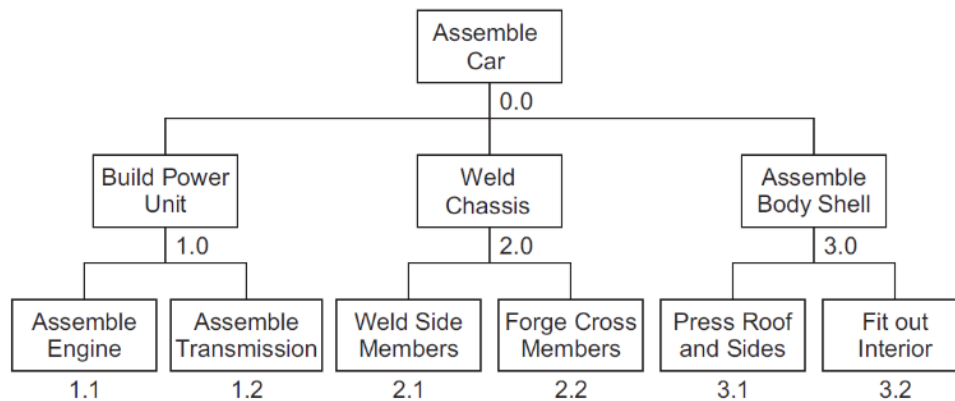 Assemble
Car
0.0
Build Power
Unit
Weld
Chassis
Assemble
Body Shell
1.0
2.0
3.0
Assemble
Engine
Assemble
Transmission
Weld Side
Members
Forge Cross
Members
Press Roof
and Sides
Fit out
Interior
1.1
1.2
2.1
2.2
3.1
3.2